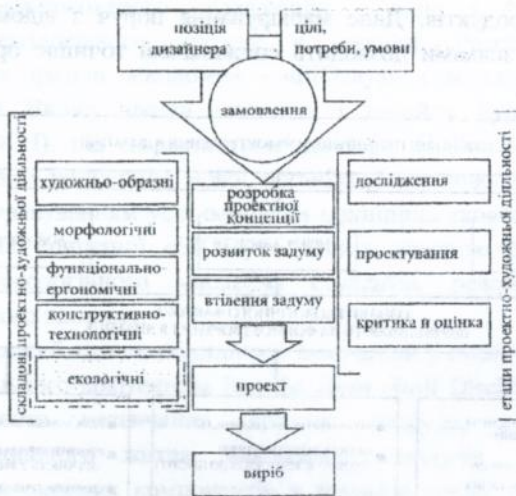 позиція
дизайнера
цілі,
потреби, умови
замовлення
складові проектно-художньої діяльності
художньо-образні
морфологічні
функціонально-
ергономічні
конструктивно-
технологічні
екологічні
розробка
проектної
концепції
розвиток задуму
втілення задуму
проект
виріб
дослідження
проектування
критика й оцінка
етапи проектно-художньої діяльності